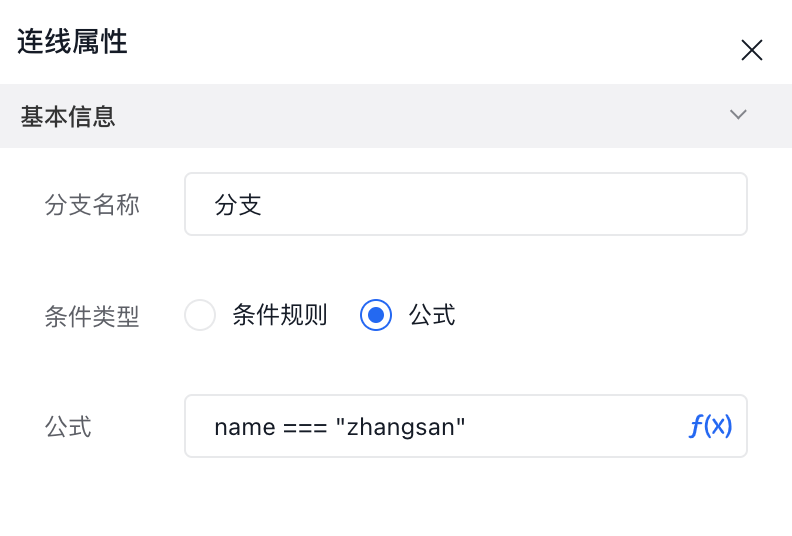 连线属性
基本信息
分支名称 分支
条件类型 条件规则 公式
公式 name === "zhangsan" f(x)